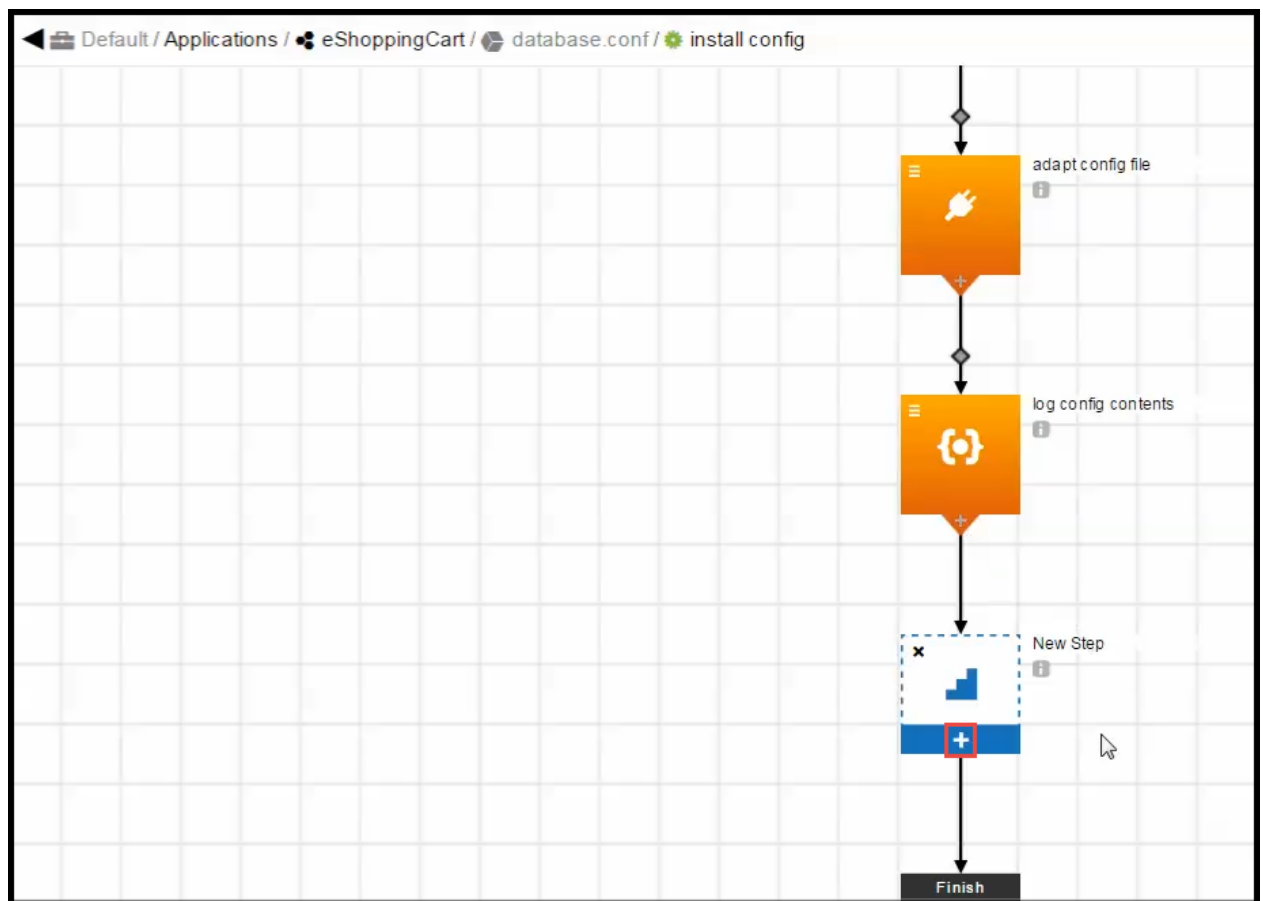 Default / Applications / eShoppingCart / database.conf / install config
adapt config file
log config contents
New Step
Finish